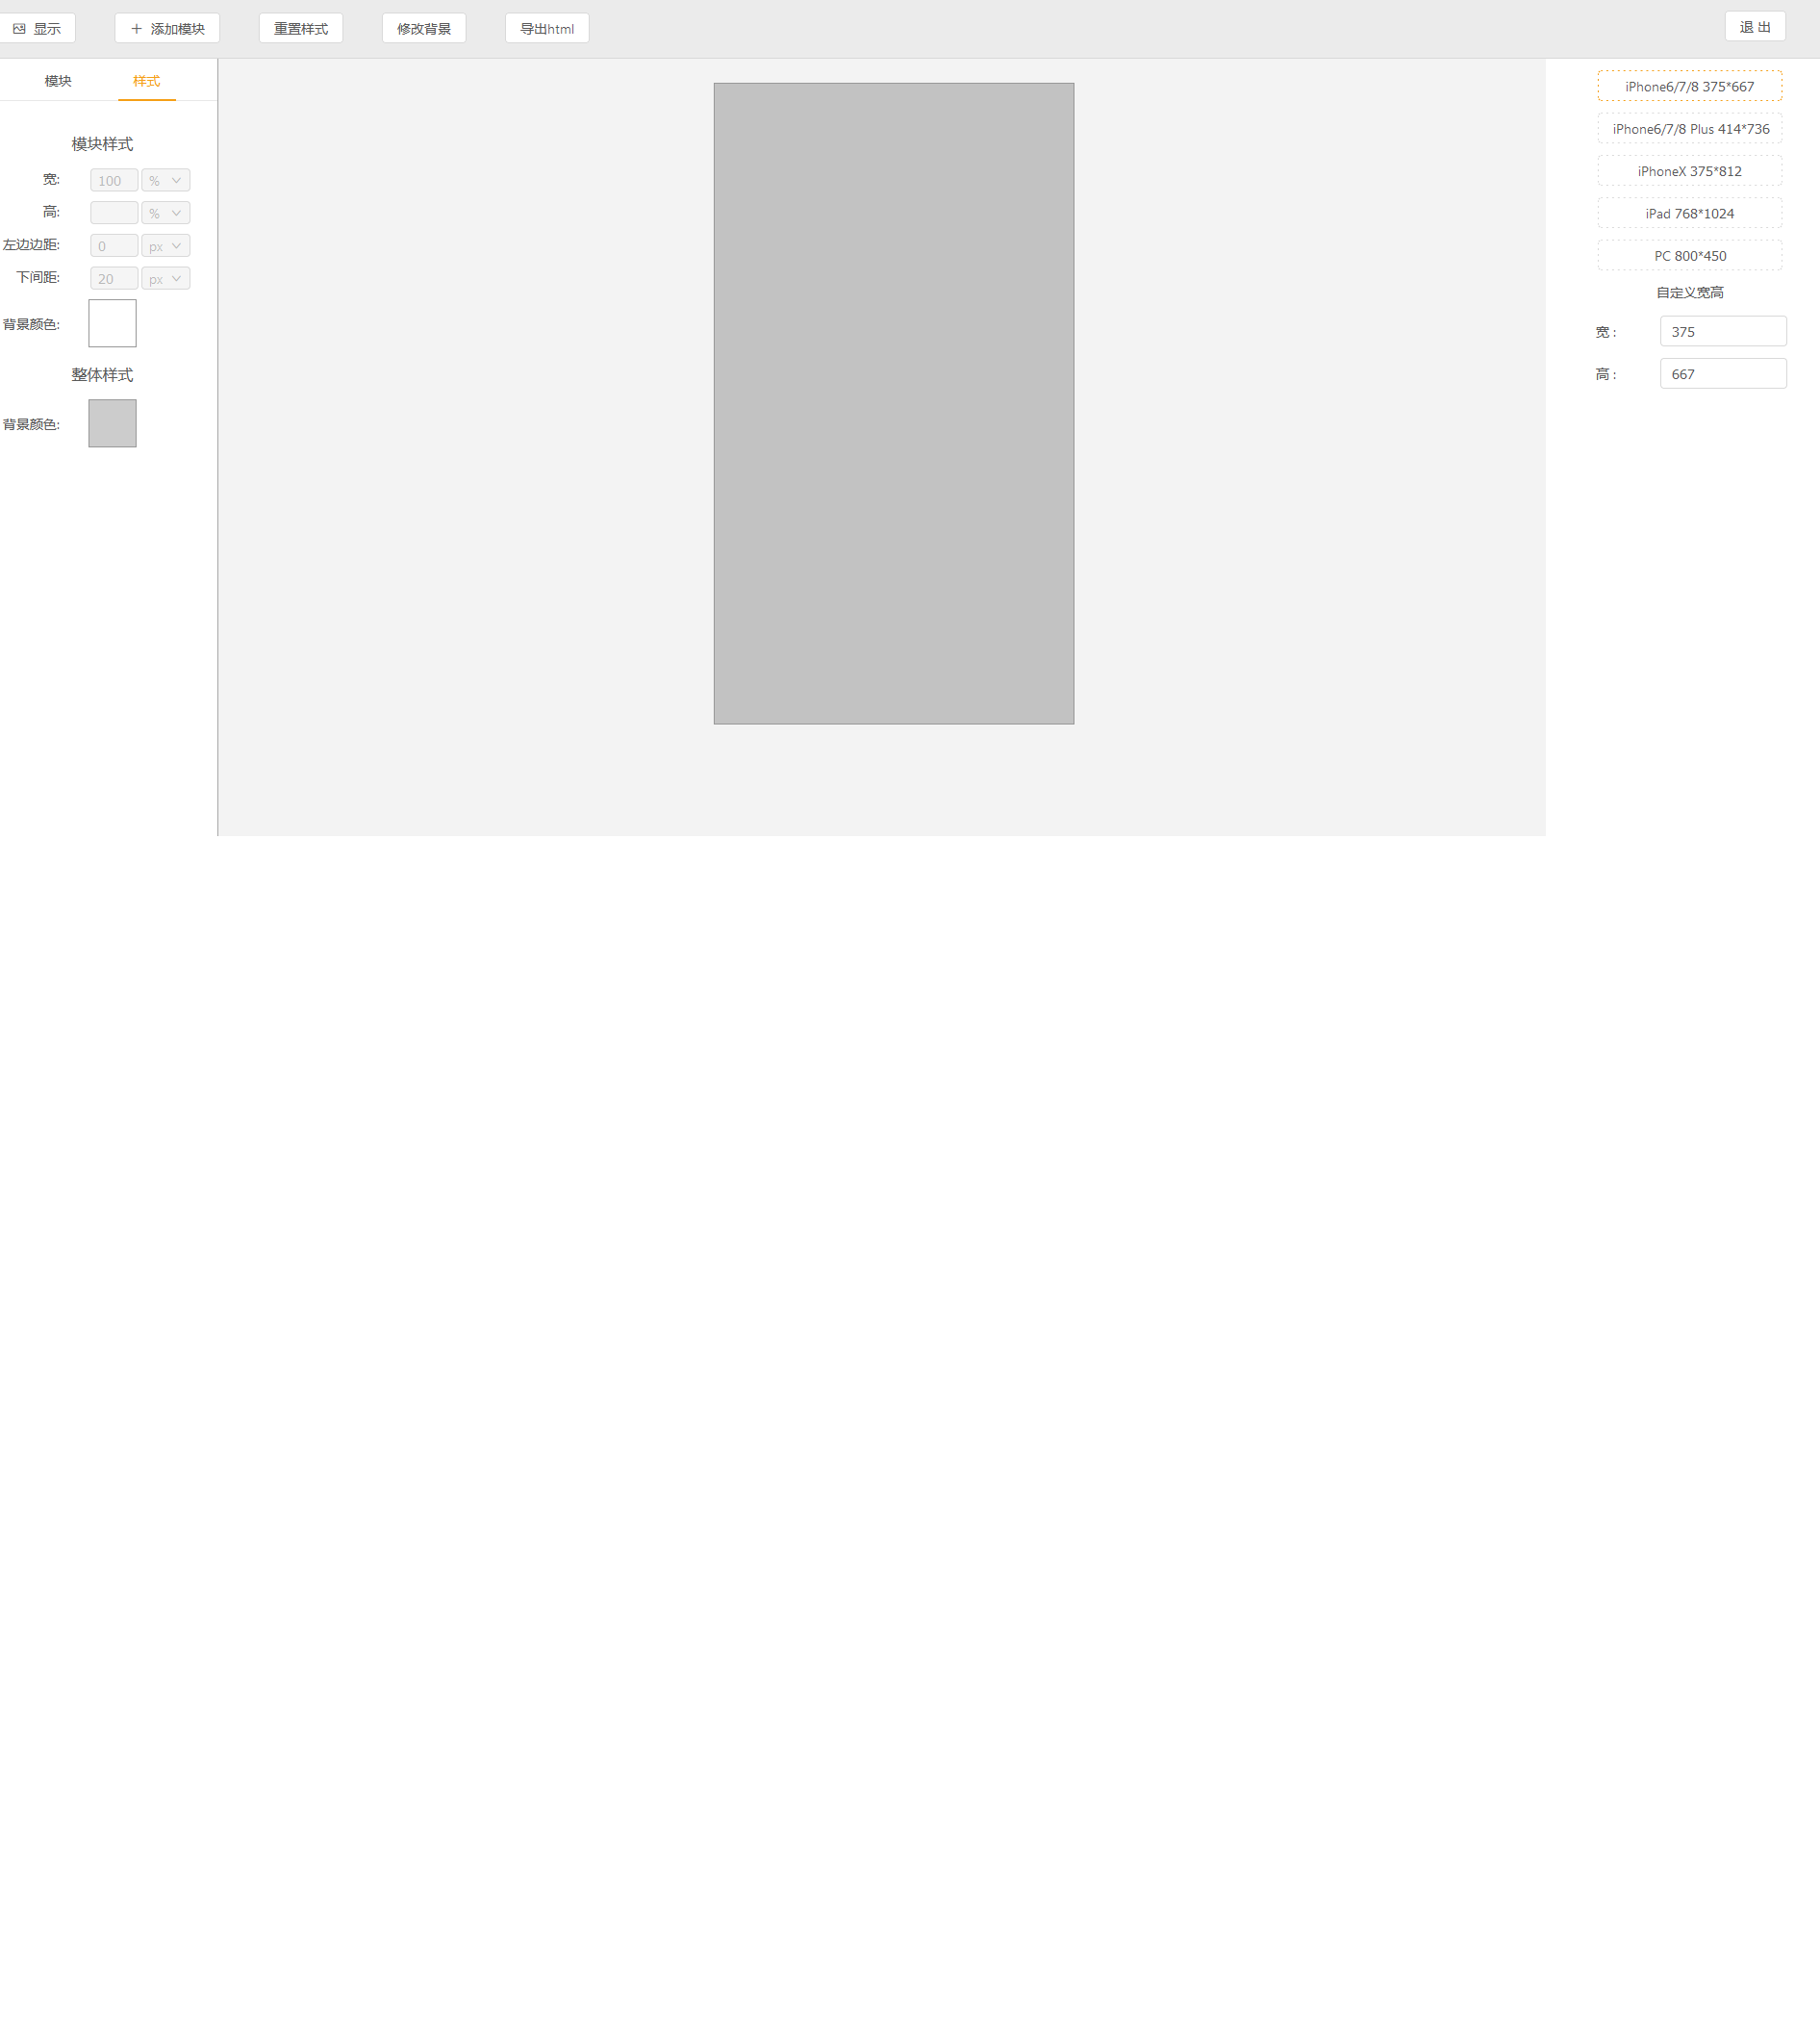 显示 添加模块 重置样式 修改背景 导出html 退 出
模块 样式
模块样式
宽: 100 %
高: %
左边边距: 0 px
下间距: 20 px
背景颜色:
整体样式
背景颜色:
iPhone6/7/8 375*667
iPhone6/7/8 Plus 414*736
iPhoneX 375*812
iPad 768*1024
PC 800*450
自定义宽高
宽 : 375
高 : 667